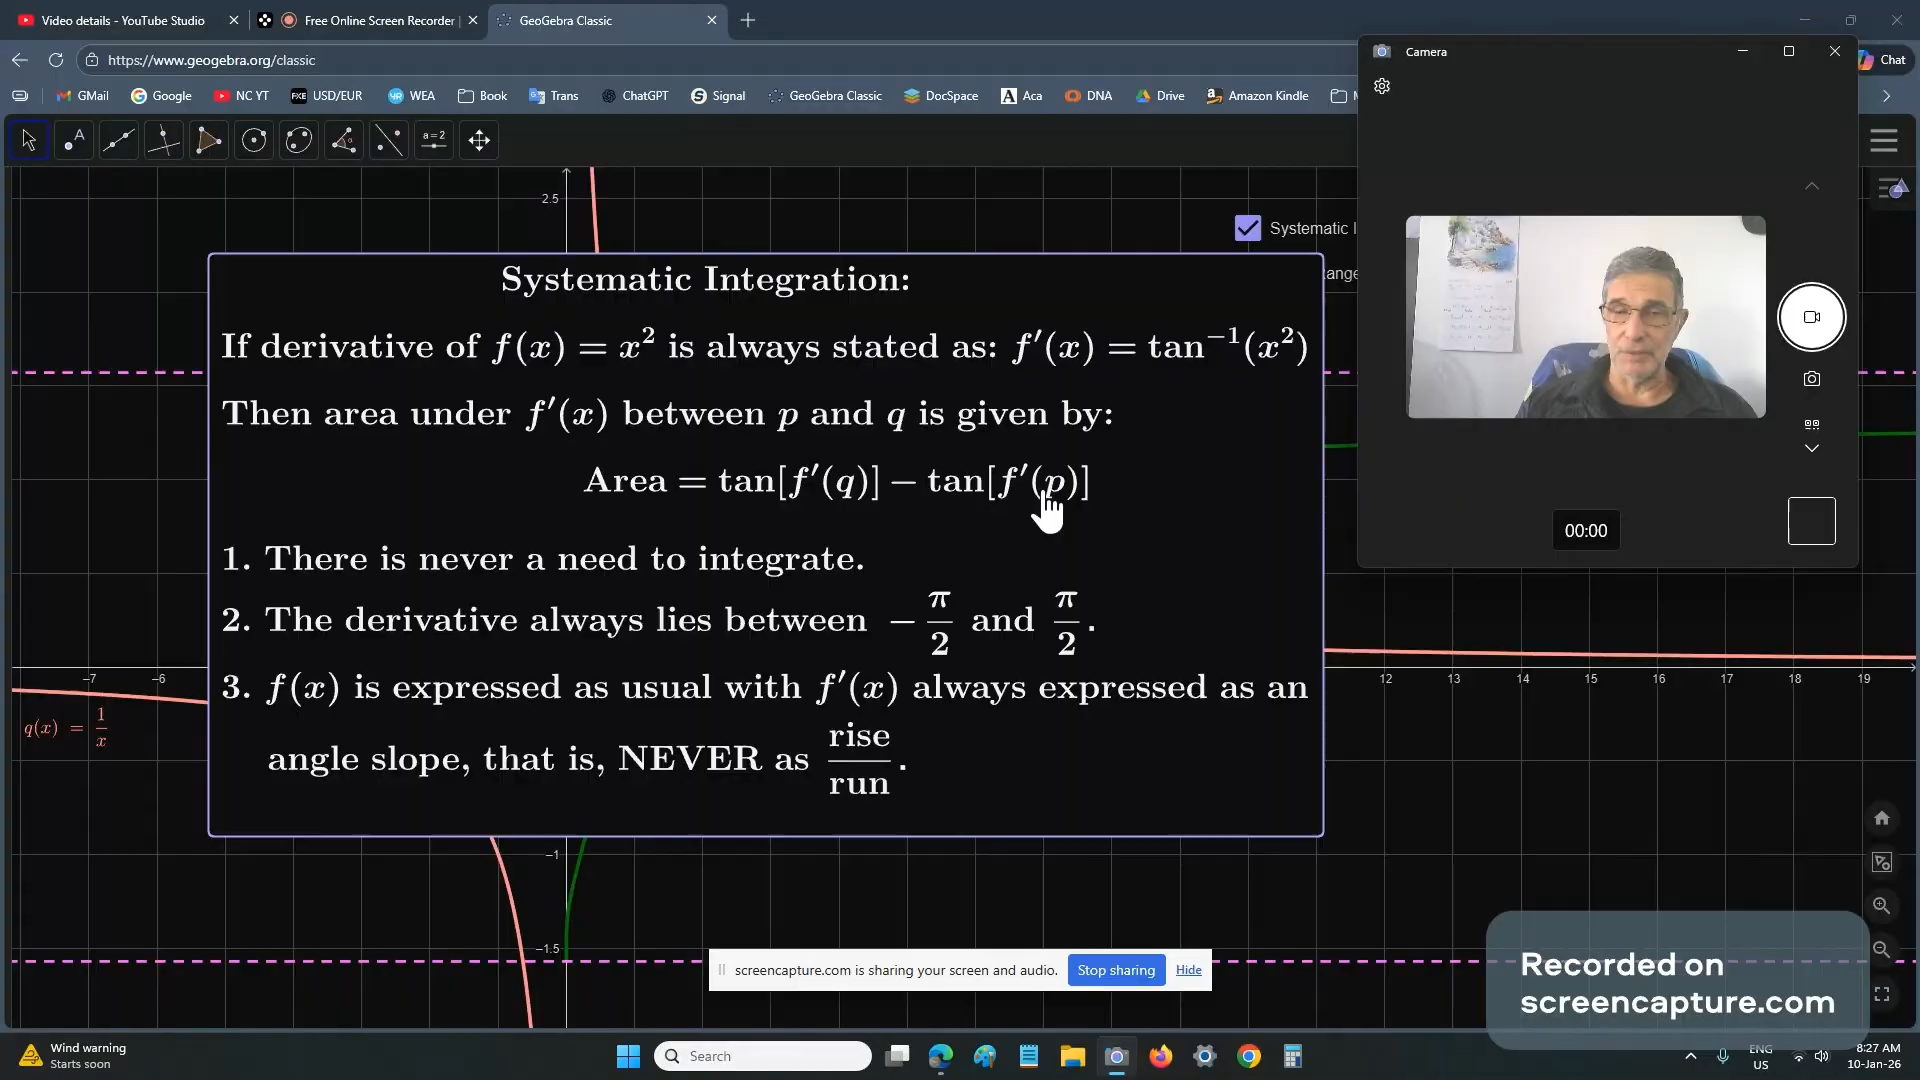 Video details - YouTube Studio
Free Online Screen Recorder |
GeoGebra Classic
https://www.geogebra.org/classic
GMail
Google
NC YT
USD/EUR
WEA
Book
Trans
ChatGPT
Signal
GeoGebra Classic
DocSpace
Aca
DNA
Drive
Amazon Kindle
Chat
Camera
A
a=2
2.5
Systematic I
Systematic Integration:
If derivative of f(x) = x² is always stated as: f′(x) = tan⁻¹(x²)
Then area under f′(x) between p and q is given by:
Area = tan[f′(q)] − tan[f′(p)]
1. There is never a need to integrate.
2. The derivative always lies between −π/2 and π/2.
3. f(x) is expressed as usual with f′(x) always expressed as an
angle slope, that is, NEVER as rise/run.
00:00
−7 −6 12 13 14 15 16 17 18 19
q(x) = 1/x
−1
−1.5
screencapture.com is sharing your screen and audio. Stop sharing Hide
Recorded on
screencapture.com
Wind warning
Starts soon
Search
ENG
US
8:27 AM
10-Jan-26